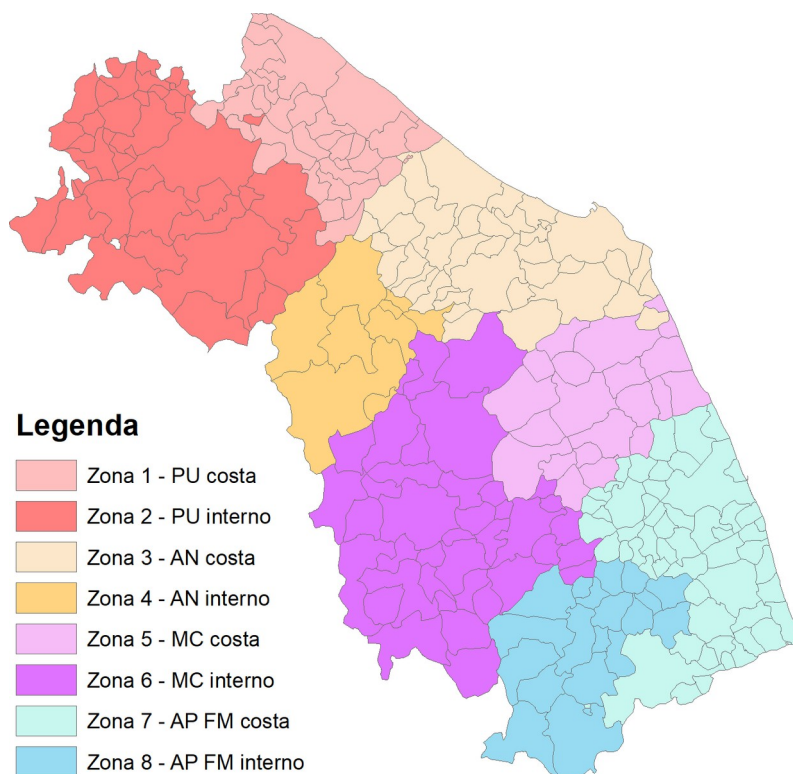 Legenda
Zona 1 - PU costa
Zona 2 - PU interno
Zona 3 - AN costa
Zona 4 - AN interno
Zona 5 - MC costa
Zona 6 - MC interno
Zona 7 - AP FM costa
Zona 8 - AP FM interno